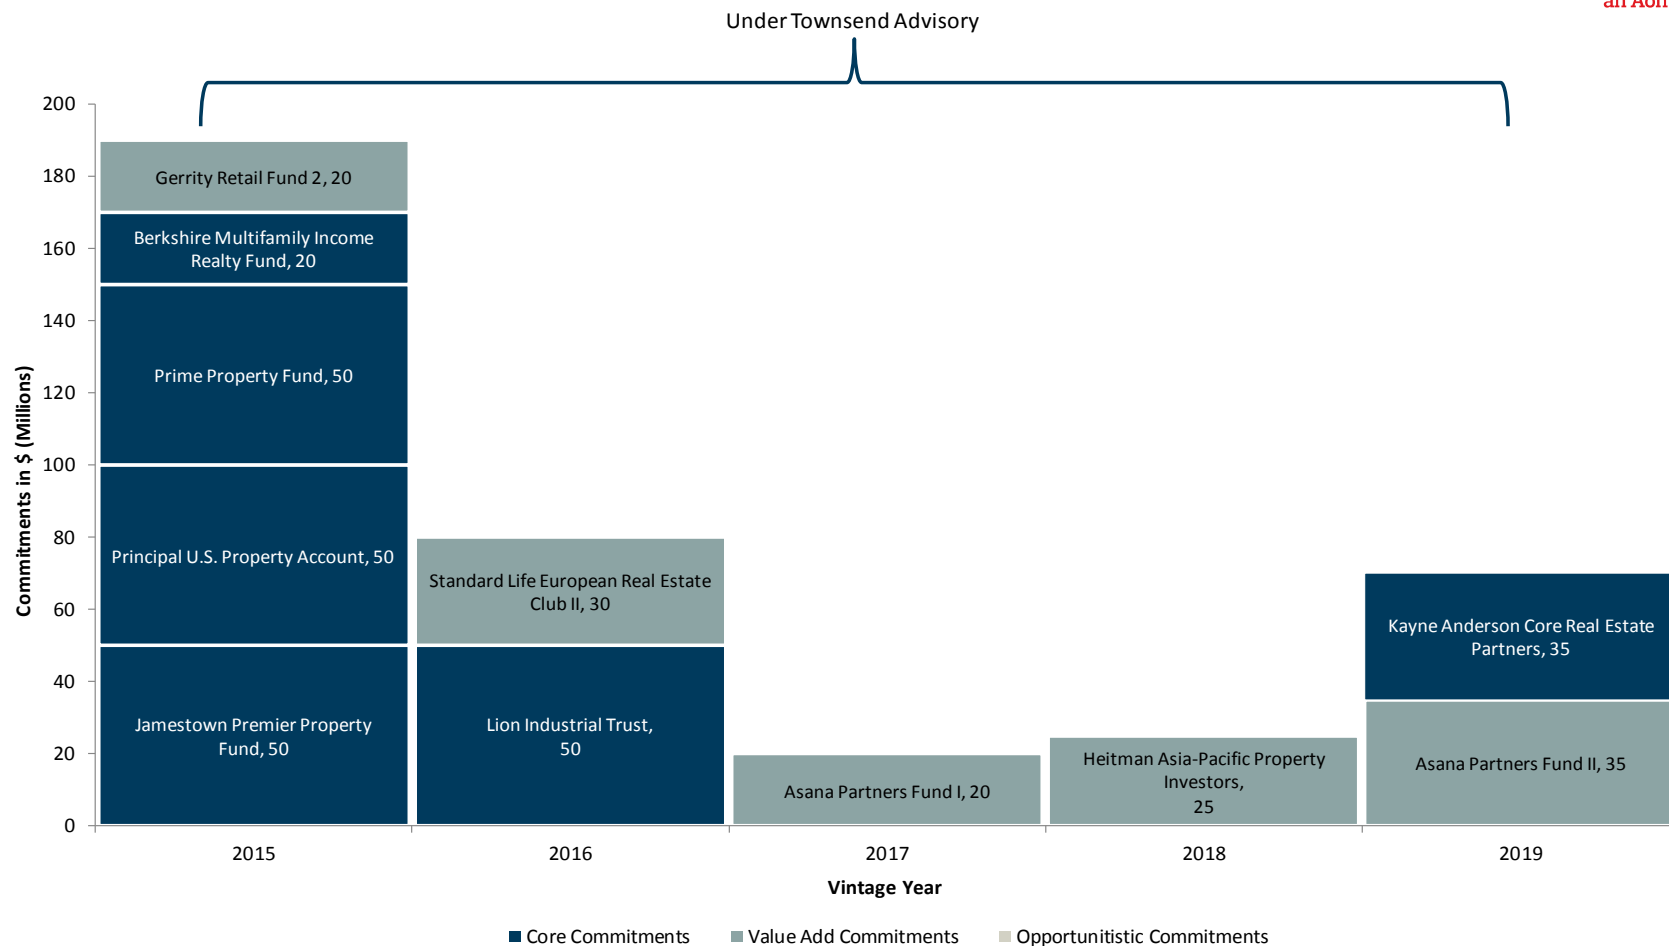 an Aon
Under Townsend Advisory
Commitments in $ (Millions)
200
180
160
140
120
100
80
60
40
20
0
Gerrity Retail Fund 2, 20
Berkshire Multifamily Income
Realty Fund, 20
Prime Property Fund, 50
Principal U.S. Property Account, 50
Jamestown Premier Property
Fund, 50
Standard Life European Real Estate
Club II, 30
Lion Industrial Trust,
50
Asana Partners Fund I, 20
Heitman Asia-Pacific Property
Investors,
25
Kayne Anderson Core Real Estate
Partners, 35
Asana Partners Fund II, 35
2015
2016
2017
2018
2019
Vintage Year
Core Commitments
Value Add Commitments
Opportunitistic Commitments